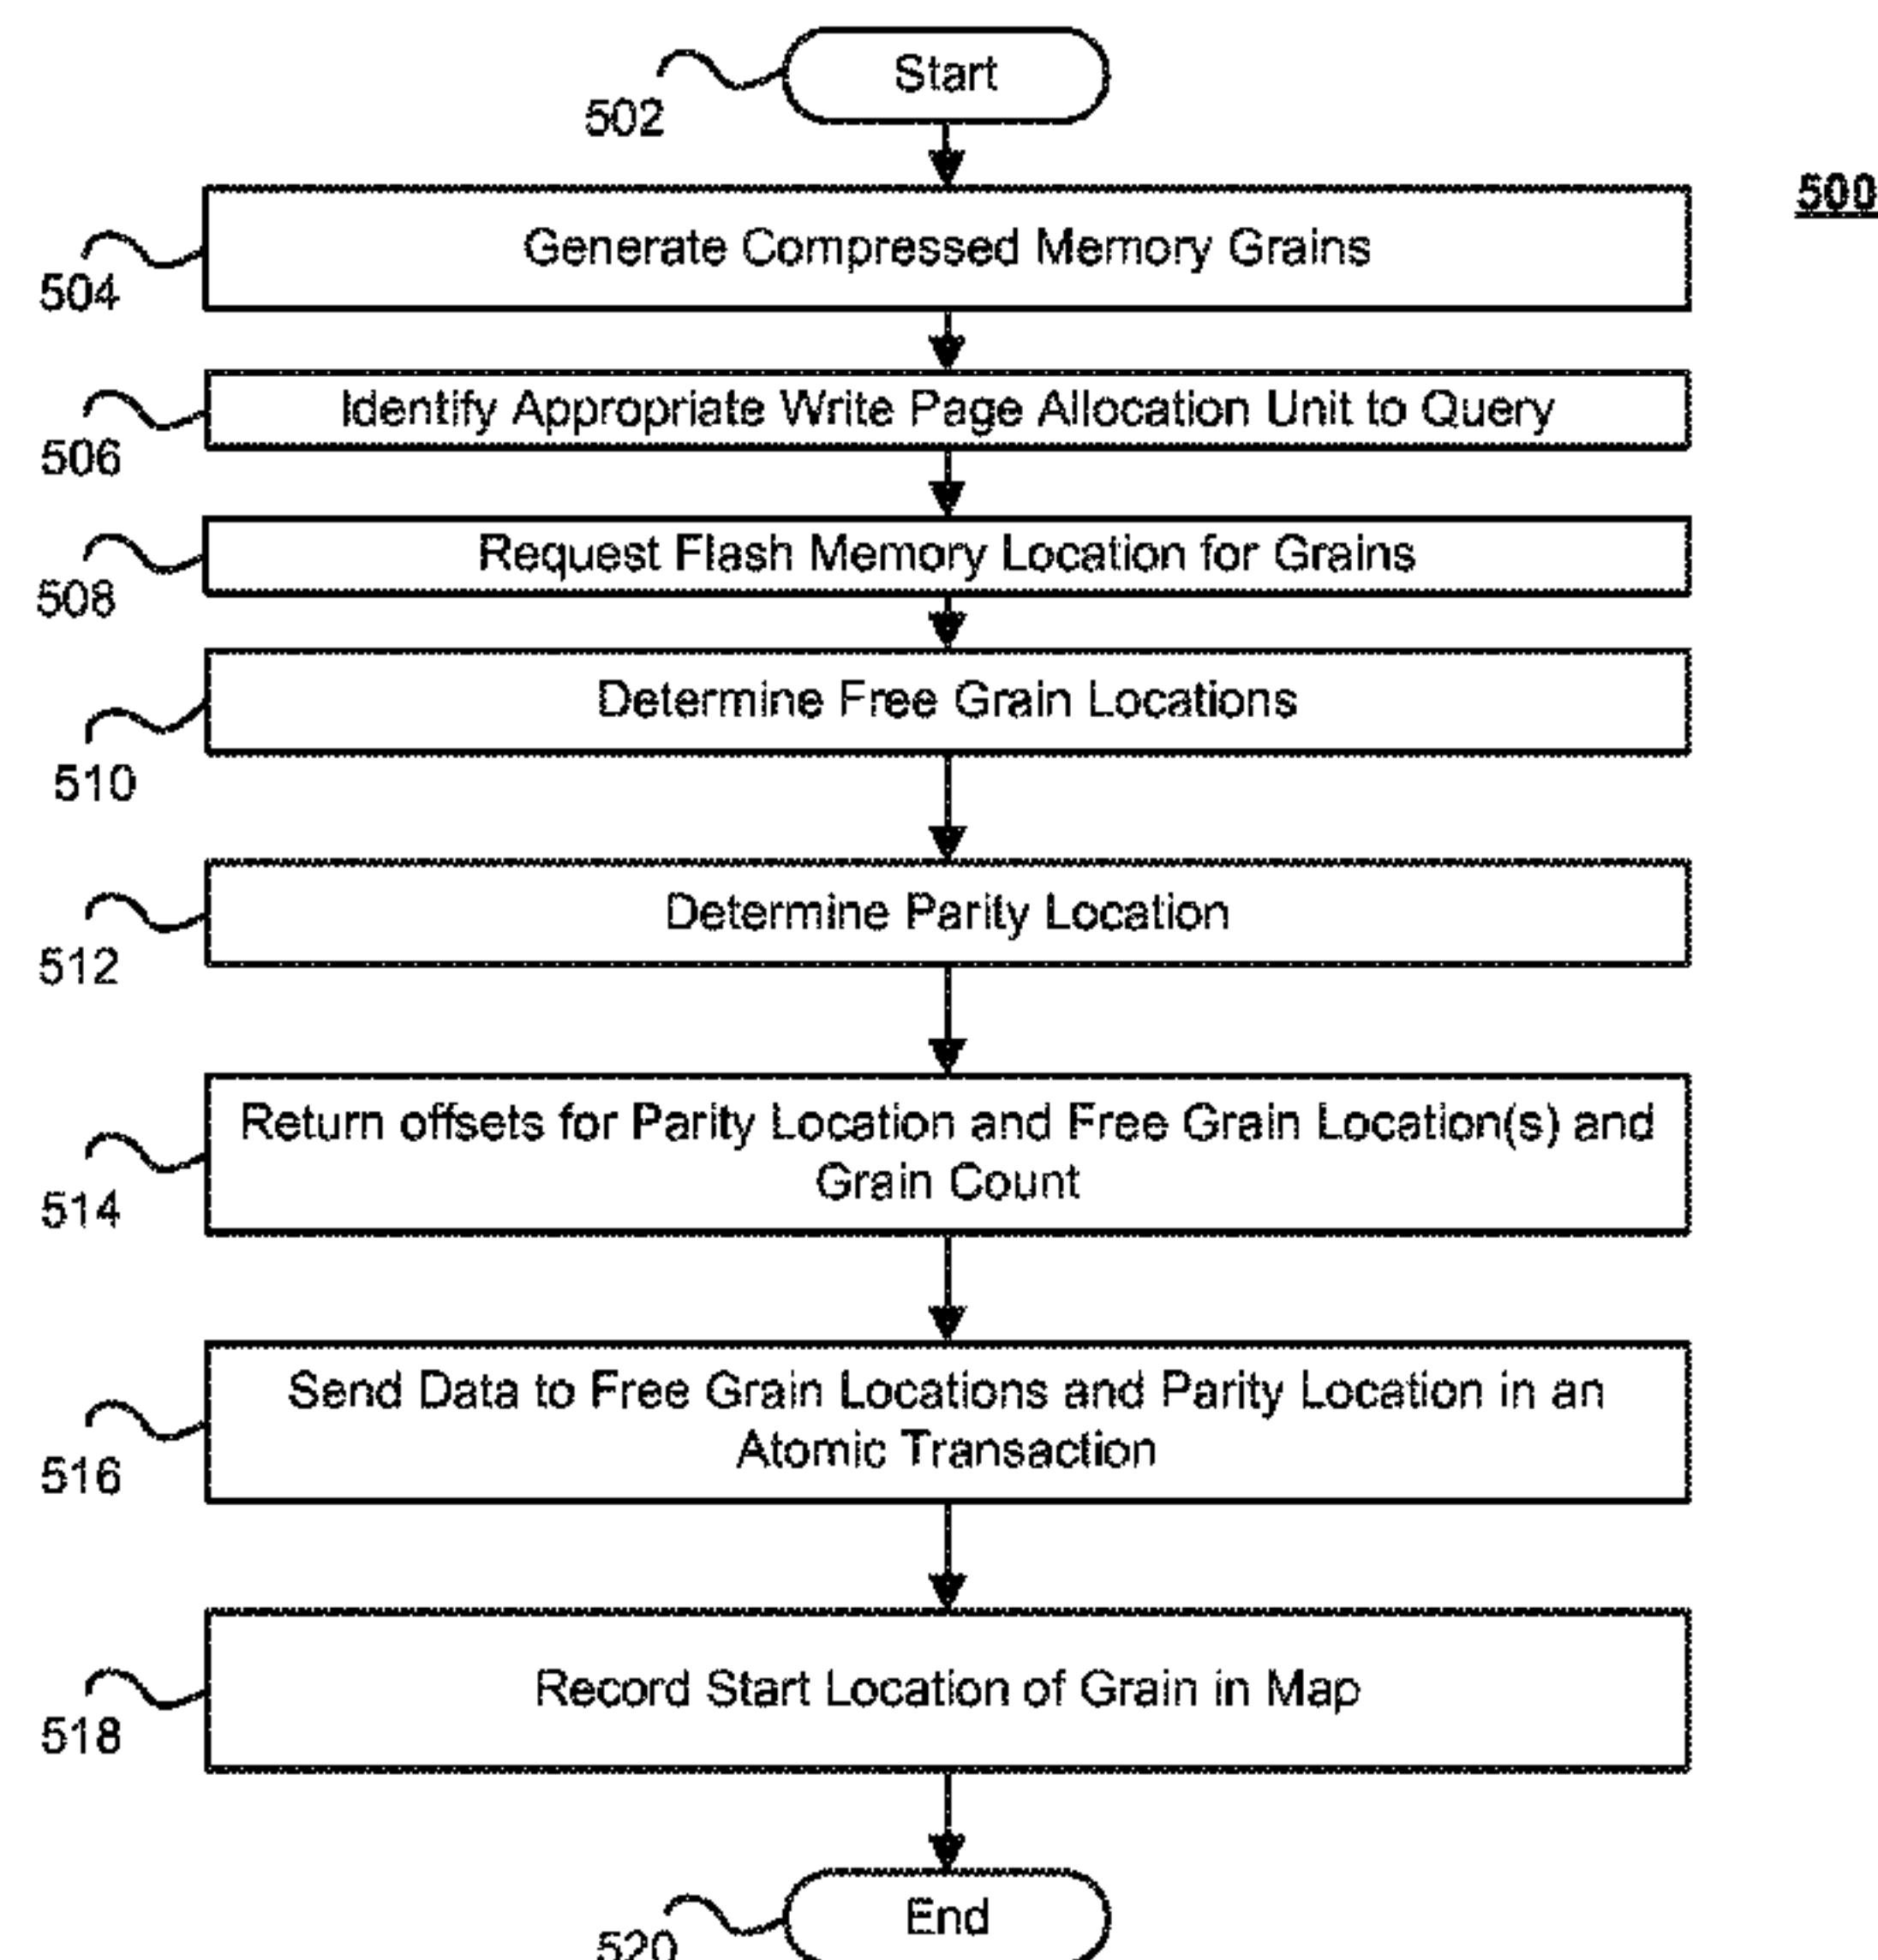 Start
502
500
Generate Compressed Memory Grains
504
Identify Appropriate Write Page Allocation Unit to Query
506
Request Flash Memory Location for Grains
508
Determine Free Grain Locations
510
Determine Parity Location
512
Return offsets for Parity Location and Free Grain Location(s) and
Grain Count
514
Send Data to Free Grain Locations and Parity Location in an
Atomic Transaction
516
Record Start Location of Grain in Map
518
End
520